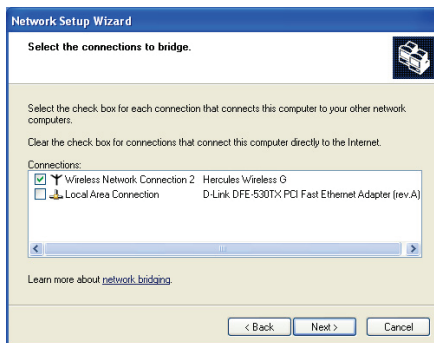 Network Setup Wizard
Select the connections to bridge.
Select the check box for each connection that connects this computer to your other network
computers.
Clear the check box for connections that connect this computer directly to the Internet.
Connections:
Wireless Network Connection 2 Hercules Wireless G
Local Area Connection D-Link DFE-530TX PCI Fast Ethernet Adapter (rev.A)
Learn more about network bridging.
< Back Next > Cancel